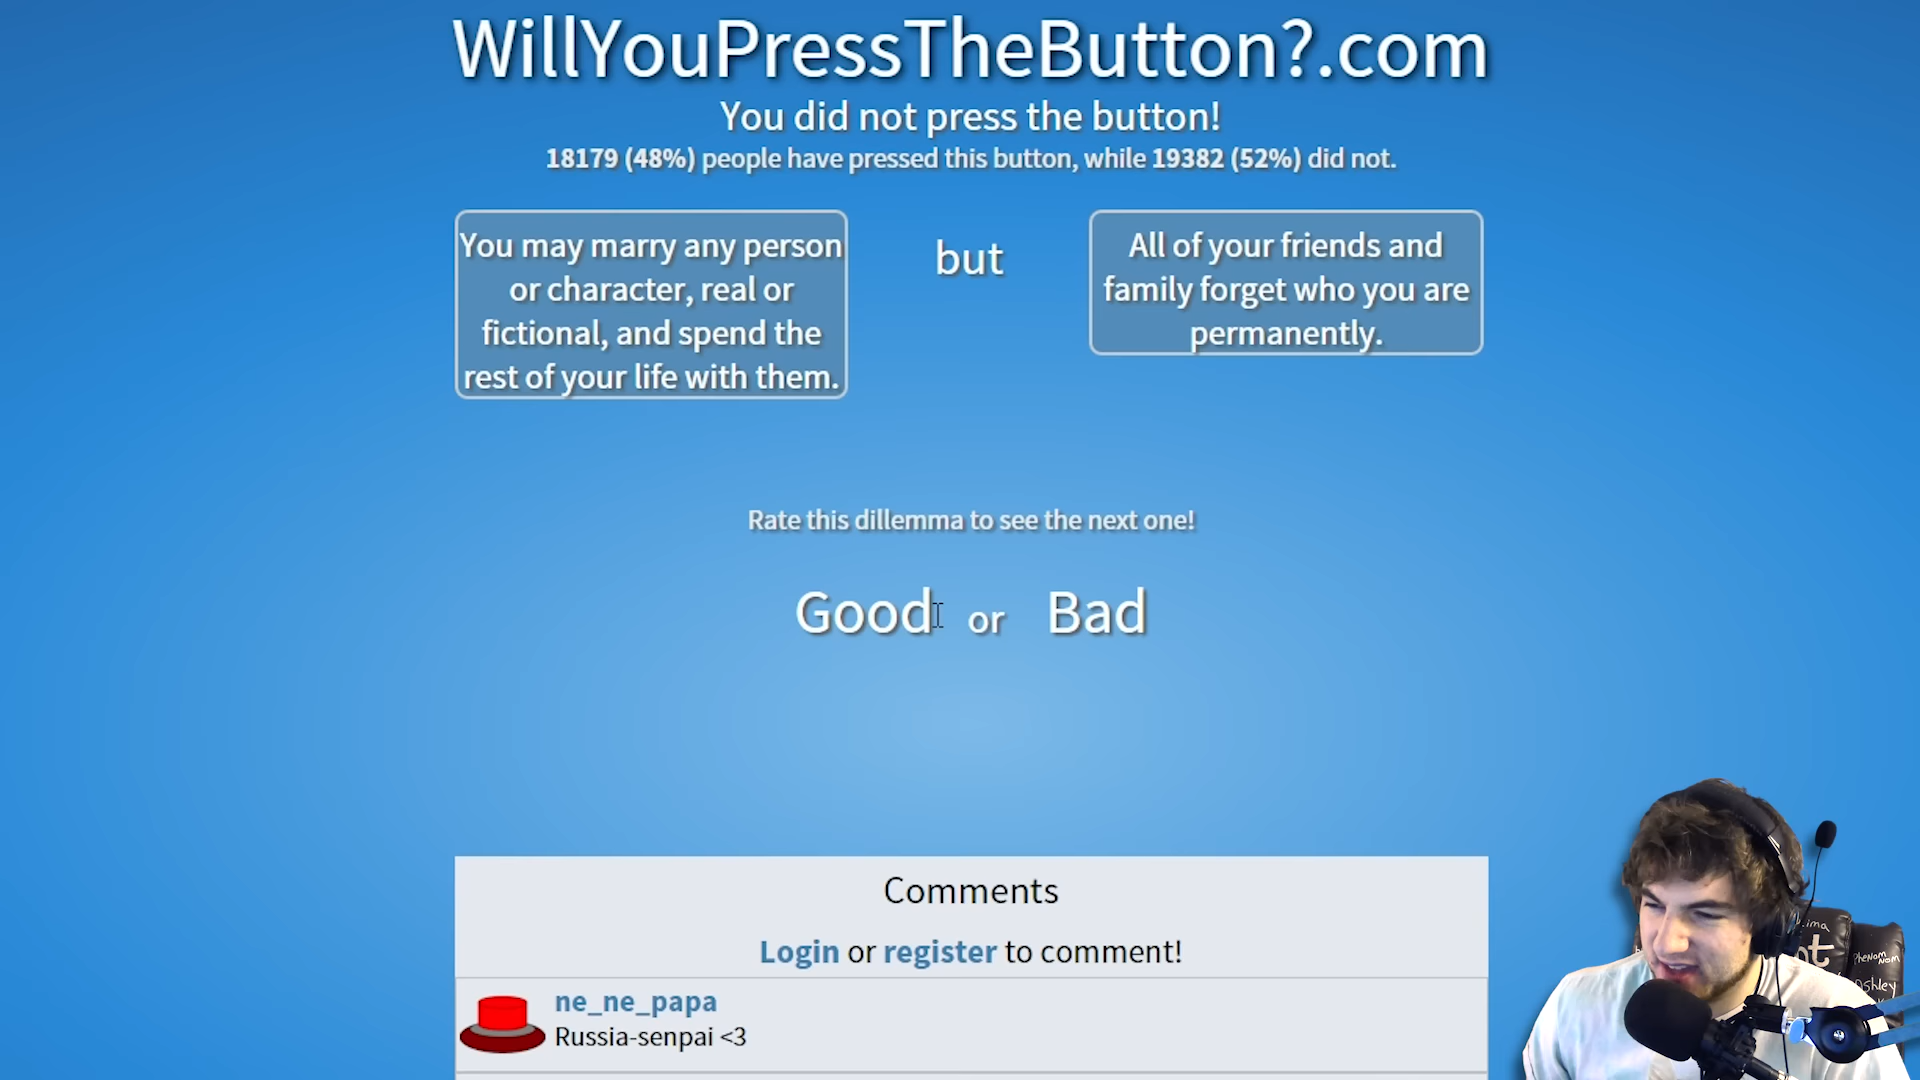 WillYouPressTheButton?.com
You did not press the button!
18179 (48%) people have pressed this button, while 19382 (52%) did not.
You may marry any person
or character, real or
fictional, and spend the
rest of your life with them.
but
All of your friends and
family forget who you are
permanently.
Rate this dillemma to see the next one!
Good or Bad
Comments
Login or register to comment!
ne_ne_papa
Russia-senpai <3
PheNom
Nom
Ashley